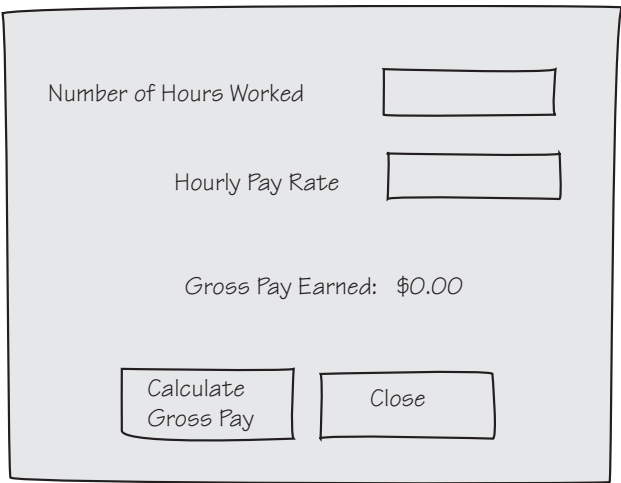 Number of Hours Worked
Hourly Pay Rate
Gross Pay Earned: $0.00
Calculate
Gross Pay
Close